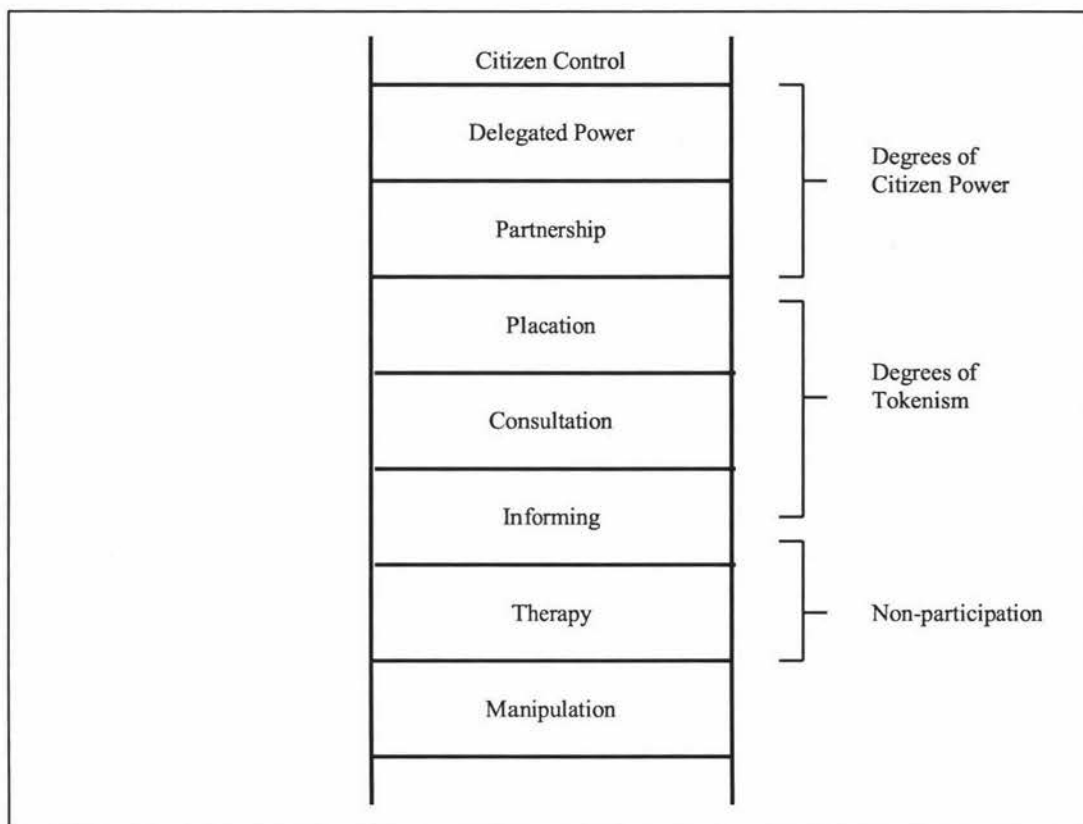 Citizen Control
Delegated Power
Degrees of
Citizen Power
Partnership
Placation
Degrees of
Tokenism
Consultation
Informing
Therapy
Non-participation
Manipulation